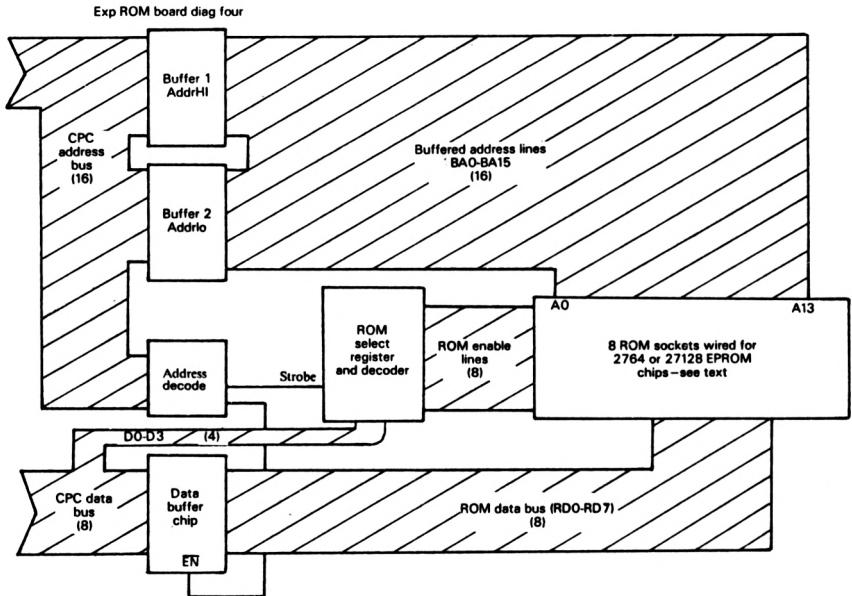 Exp ROM board diag four
Buffer 1
AddrHI
CPC
address
bus
(16)
Buffered address lines
BA0-BA15
(16)
Buffer 2
Addrlo
A0
A13
ROM
select
register
and decoder
ROM enable
lines
(8)
8 ROM sockets wired for
2764 or 27128 EPROM
chips—see text
Address
decode
Strobe
D0-D3 (4)
CPC data
bus
(8)
Data
buffer
chip
EN
ROM data bus (RD0-RD7)
(8)